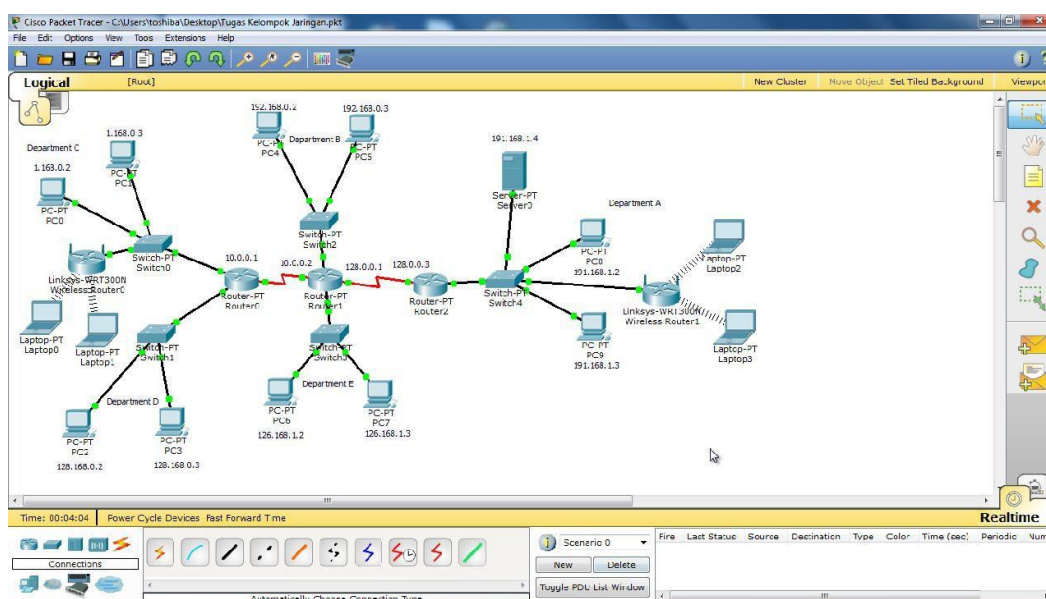 Cisco Packet Tracer - C:\Users\toshiba\Desktop\Tugas Kelompok Jaringan.pkt
File Edit Options View Toos Extensions Help
Logical [Root] New Cluster Move Object Set Tiled Background Viewpor
192.168.0.2 192.168.0.3
1.168.0.3
Department C
1.168.0.2
PC-PT
PC1
PC-PT
PC0
PC-PT
PC4
Department B
PC-PT
PC5
191.168.1.4
Server-PT
Server0
Department A
Switch-PT
Switch0
Switch-PT
Switch2
PC-PT
PC8
191.168.1.2
Laptop-PT
Laptop2
Linksys-WRT300N
Wireless Router0
10.0.0.1
10.0.0.2
128.0.0.1
128.0.0.3
Router-PT
Router0
Router-PT
Router1
Router-PT
Router2
Switch-PT
Switch4
Linksys-WRT300N
Wireless Router1
Laptop-PT
Laptop0
Laptop-PT
Laptop1
Switch-PT
Switch1
Switch-PT
Switch3
PC-PT
PC9
191.168.1.3
Laptop-PT
Laptop3
Department D
Department E
PC-PT
PC2
128.168.0.2
PC-PT
PC3
128.168.0.3
PC-PT
PC6
126.168.1.2
PC-PT
PC7
126.168.1.3
Time: 00:04:04 Power Cycle Devices Fast Forward Time Realtime
Connections
Automatically Choose Connection Type
Scenario 0
New Delete
Toggle PDU List Window
Fire Last Status Source Destination Type Color Time (sec) Periodic Num